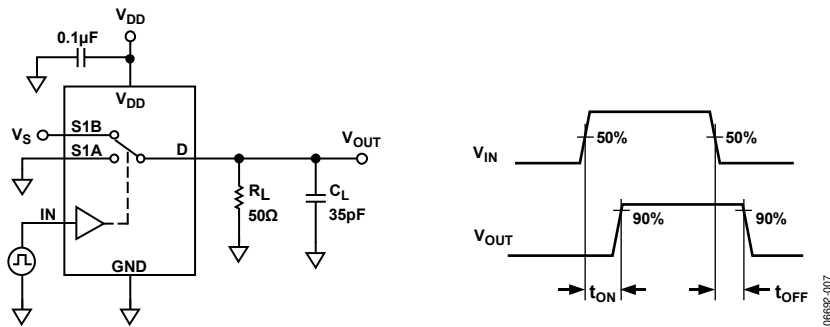 VDD
0.1µF
VDD
VS
S1B
S1A
D
VOUT
RL
50Ω
CL
35pF
IN
GND
VIN
50%
50%
VOUT
90%
90%
tON
tOFF
06692-007